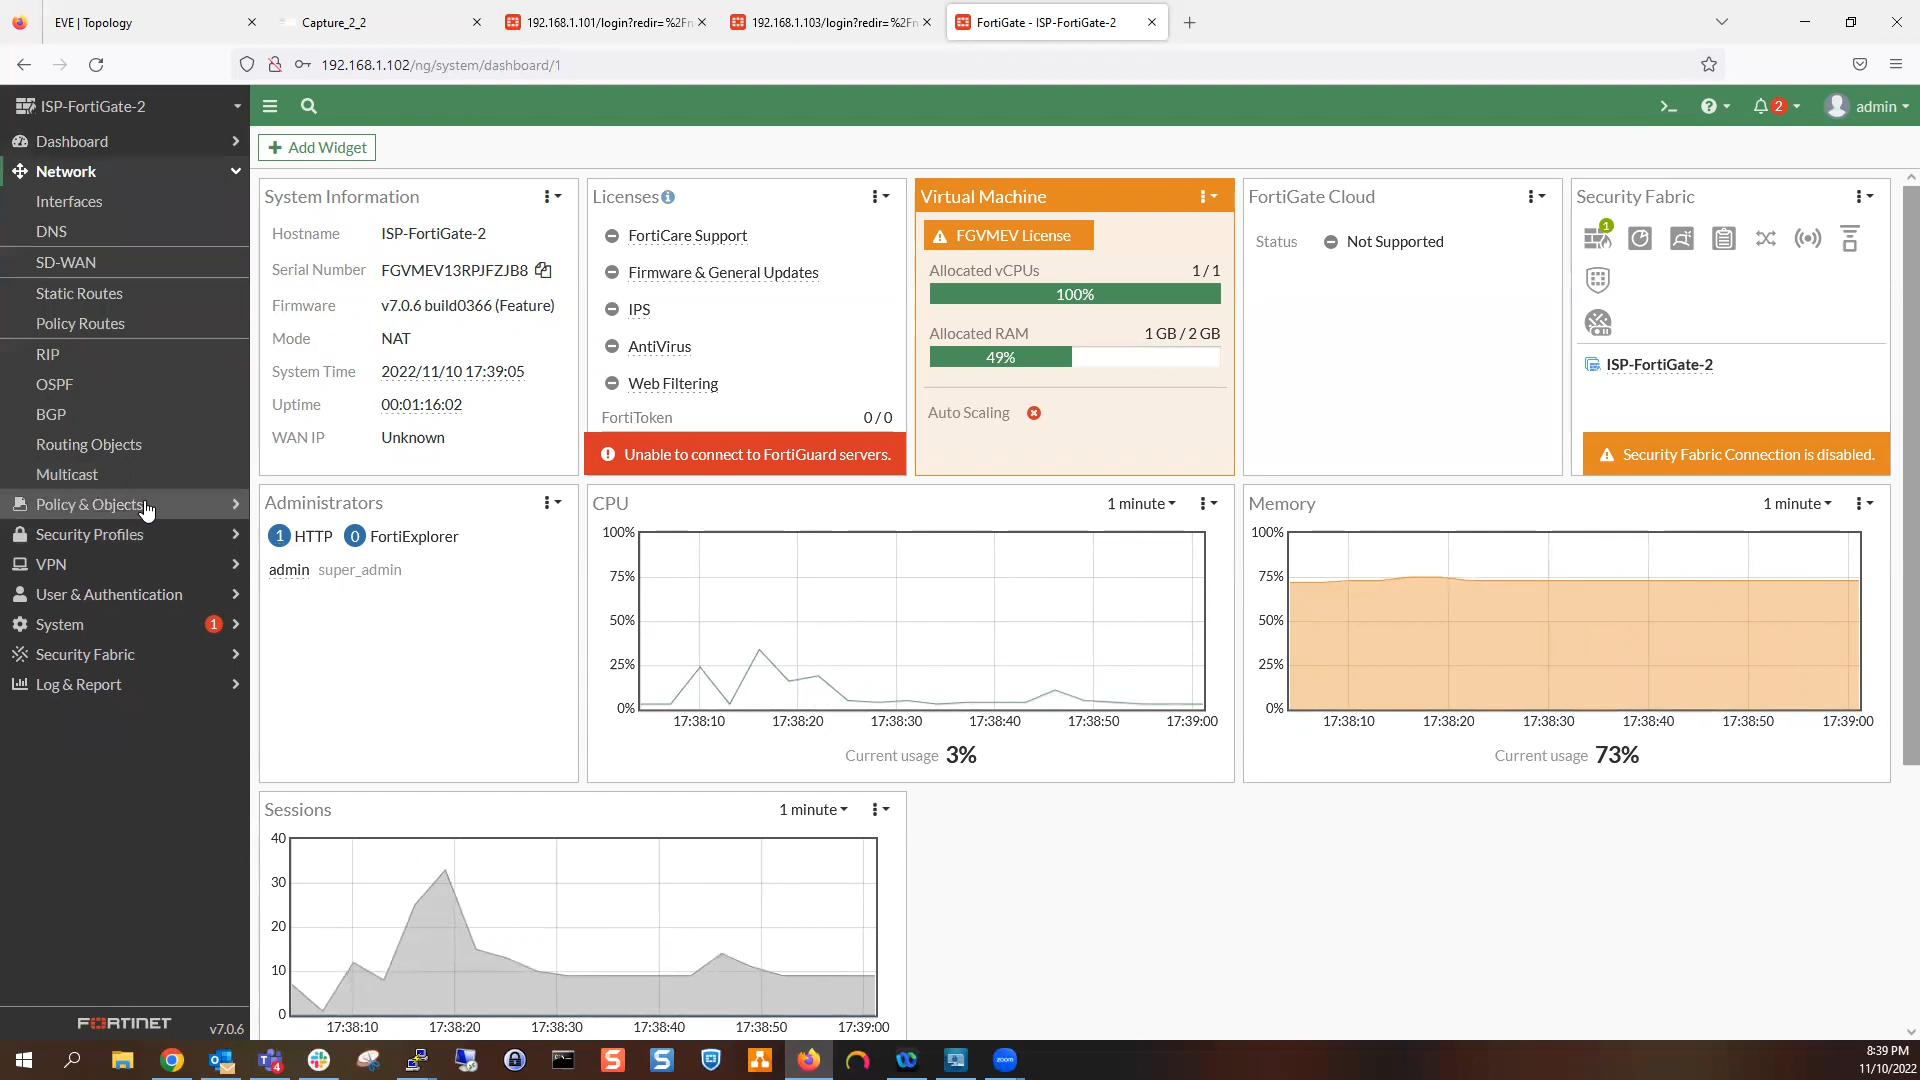 EVE | Topology
Capture_2_2
192.168.1.101/login?redir=%2Fn
192.168.1.103/login?redir=%2Fn
FortiGate - ISP-FortiGate-2
192.168.1.102/ng/system/dashboard/1
ISP-FortiGate-2
2
admin
Dashboard
Network
Interfaces
DNS
SD-WAN
Static Routes
Policy Routes
RIP
OSPF
BGP
Routing Objects
Multicast
Policy & Objects
Security Profiles
VPN
User & Authentication
System 1
Security Fabric
Log & Report
FORTINET v7.0.6
Add Widget
System Information
Hostname ISP-FortiGate-2
Serial Number FGVMEV13RPJFZJB8
Firmware v7.0.6 build0366 (Feature)
Mode NAT
System Time 2022/11/10 17:39:05
Uptime 00:01:16:02
WAN IP Unknown
Licenses
FortiCare Support
Firmware & General Updates
IPS
AntiVirus
Web Filtering
FortiToken 0 / 0
Unable to connect to FortiGuard servers.
Virtual Machine
FGVMEV License
Allocated vCPUs 1 / 1
100%
Allocated RAM 1 GB / 2 GB
49%
Auto Scaling
FortiGate Cloud
Status Not Supported
Security Fabric
1
ISP-FortiGate-2
Security Fabric Connection is disabled.
Administrators
1 HTTP 0 FortiExplorer
admin super_admin
CPU 1 minute
100%
75%
50%
25%
0%
17:38:10 17:38:20 17:38:30 17:38:40 17:38:50 17:39:00
Current usage 3%
Memory 1 minute
100%
75%
50%
25%
0%
17:38:10 17:38:20 17:38:30 17:38:40 17:38:50 17:39:00
Current usage 73%
Sessions 1 minute
40
30
20
10
0
17:38:10 17:38:20 17:38:30 17:38:40 17:38:50 17:39:00
4
zoom
8:39 PM
11/10/2022